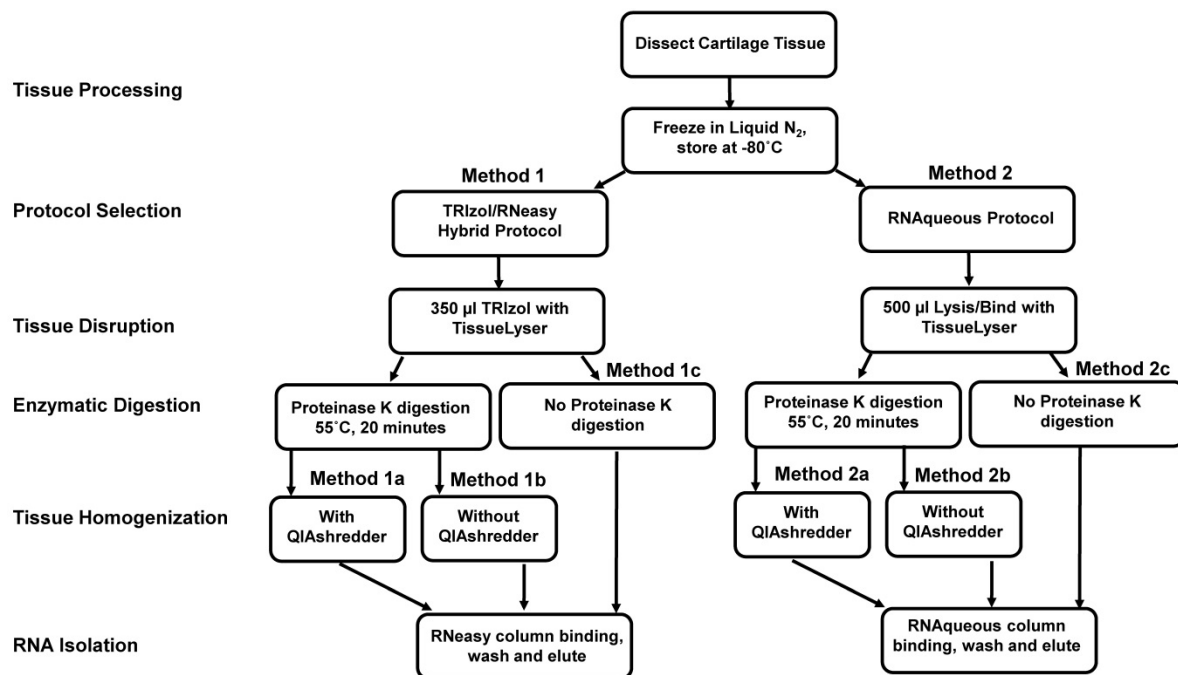 Dissect Cartilage Tissue
Tissue Processing
Freeze in Liquid N₂,
store at -80˚C
Method 1
Method 2
Protocol Selection
TRIzol/RNeasy
Hybrid Protocol
RNAqueous Protocol
Tissue Disruption
350 µl TRIzol with
TissueLyser
500 µl Lysis/Bind with
TissueLyser
Method 1c
Method 2c
Enzymatic Digestion
Proteinase K digestion
55˚C, 20 minutes
No Proteinase K
digestion
Proteinase K digestion
55˚C, 20 minutes
No Proteinase K
digestion
Method 1a
Method 1b
Method 2a
Method 2b
Tissue Homogenization
With
QIAshredder
Without
QIAshredder
With
QIAshredder
Without
QIAshredder
RNA Isolation
RNeasy column binding,
wash and elute
RNAqueous column
binding, wash and elute